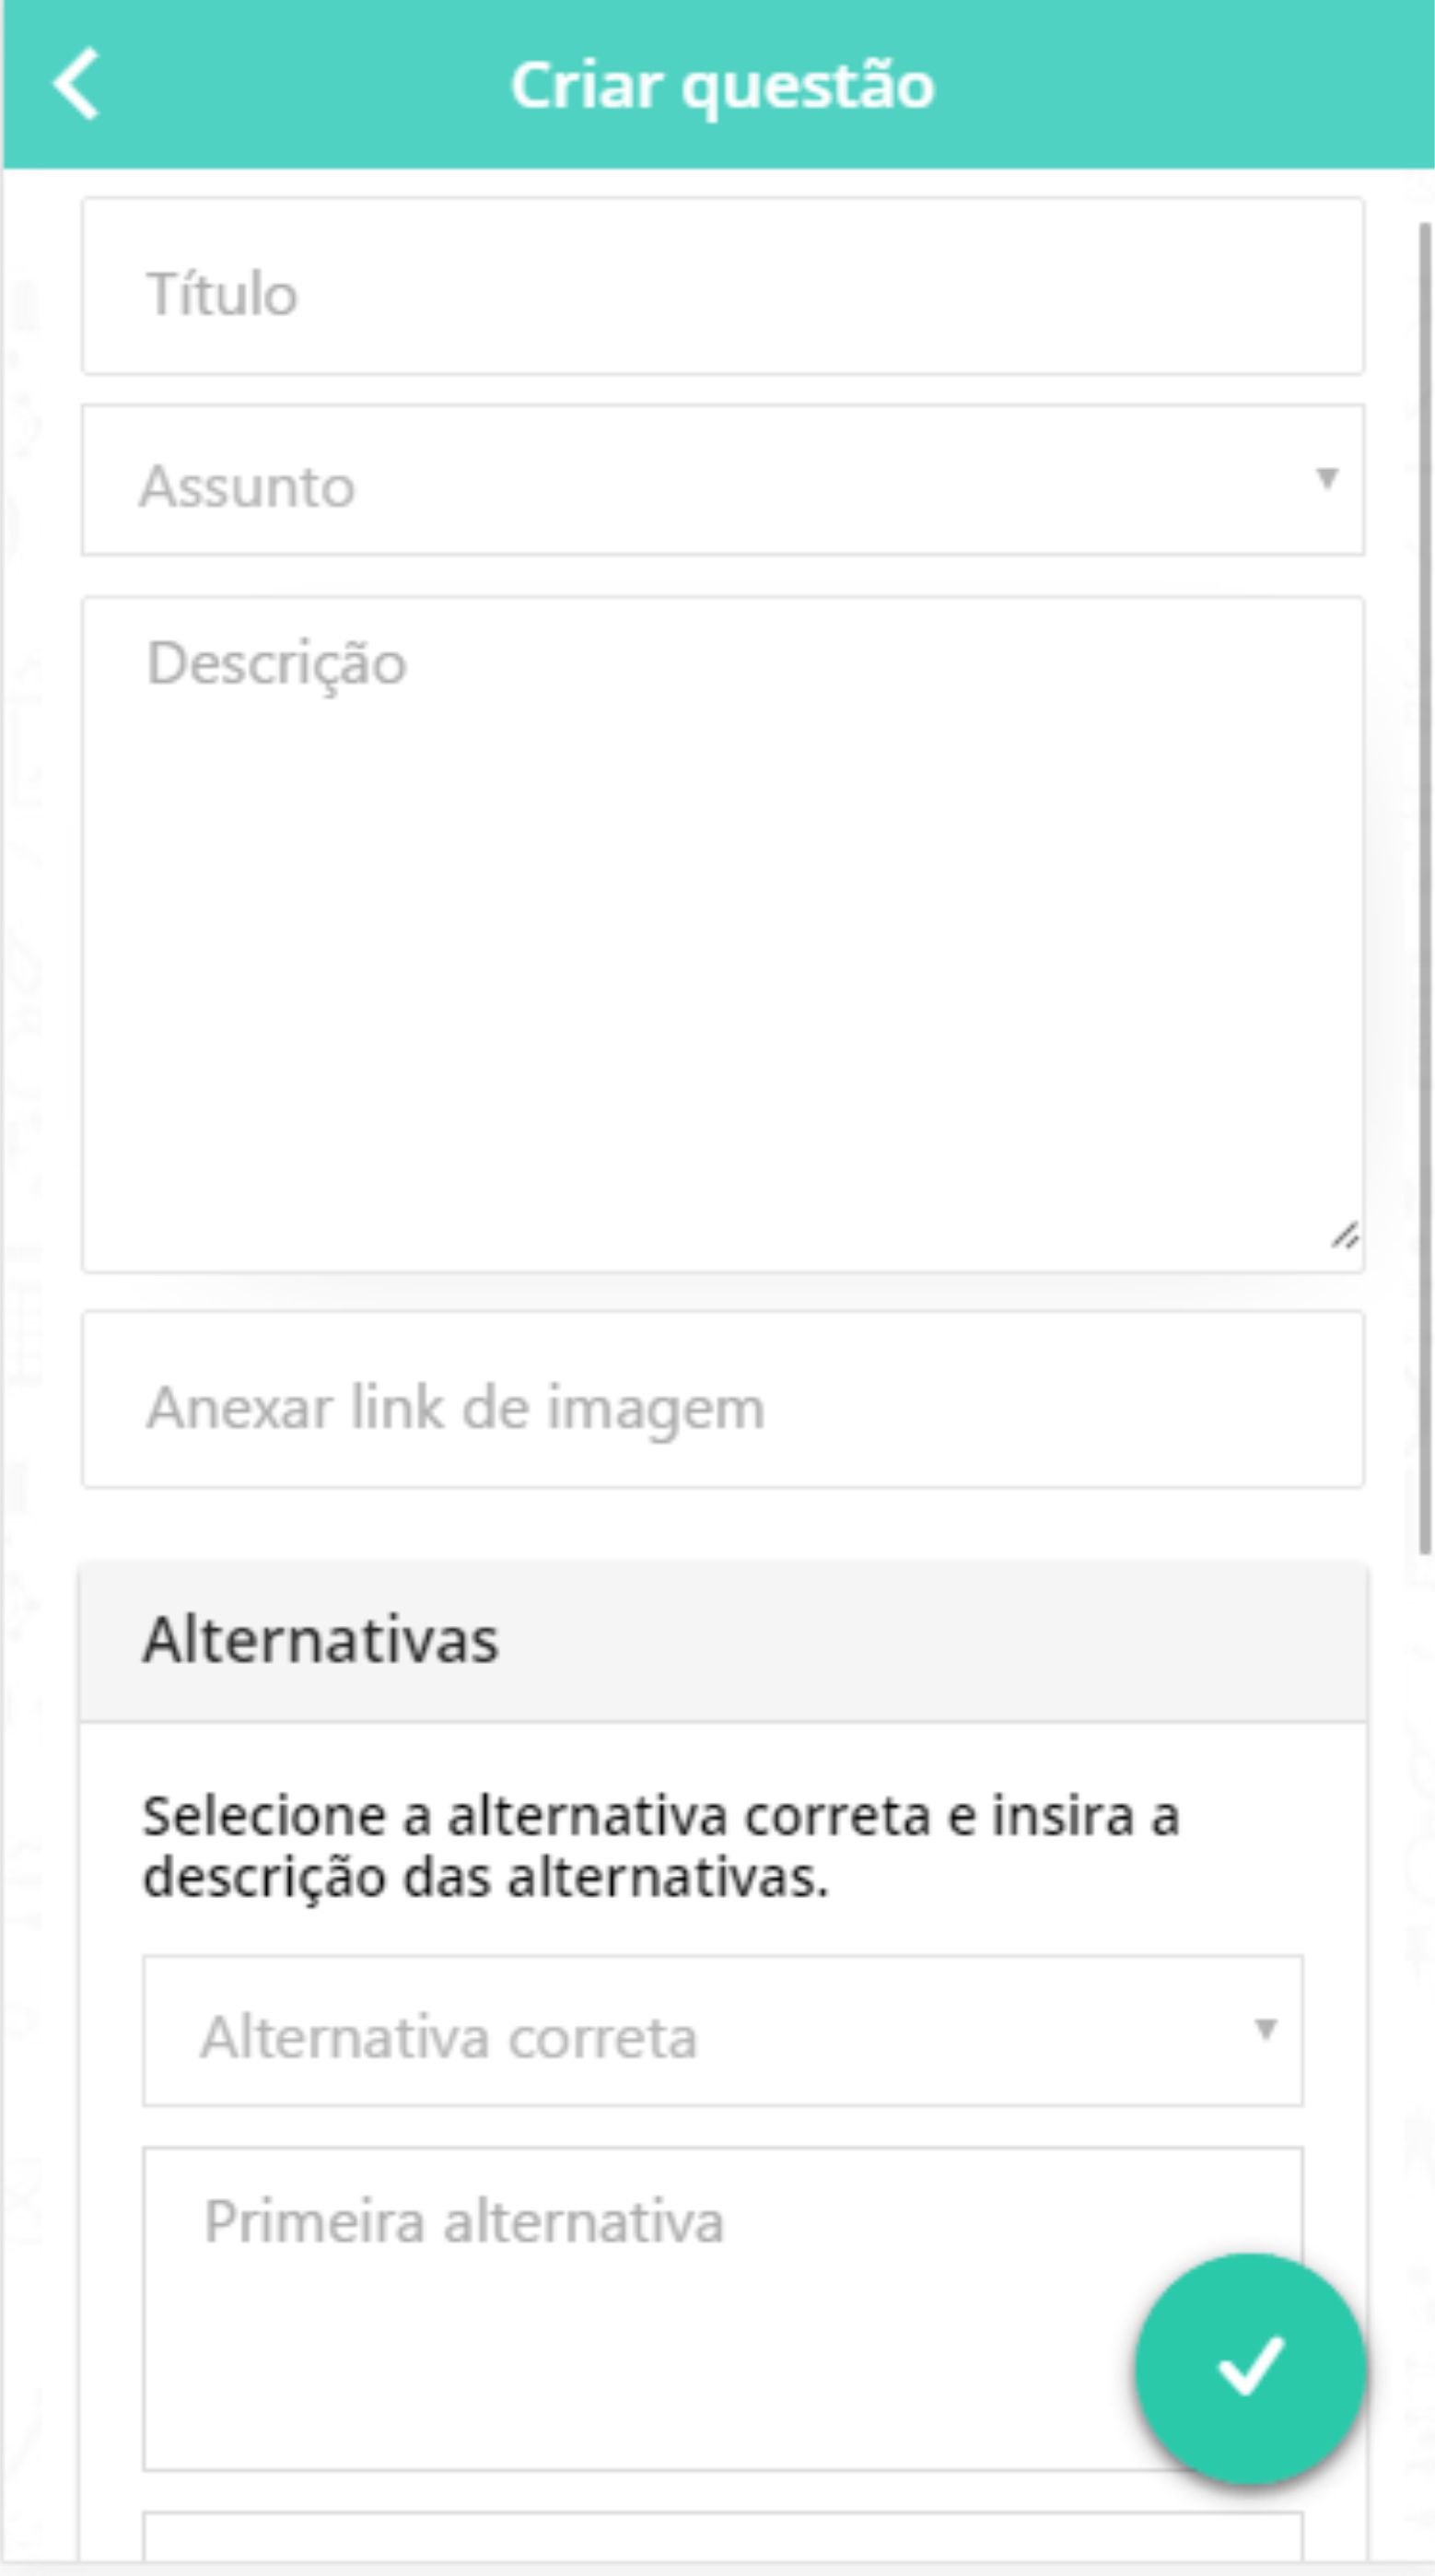 Criar questão
Título
Assunto
Descrição
Anexar link de imagem
Alternativas
Selecione a alternativa correta e insira a
descrição das alternativas.
Alternativa correta
Primeira alternativa